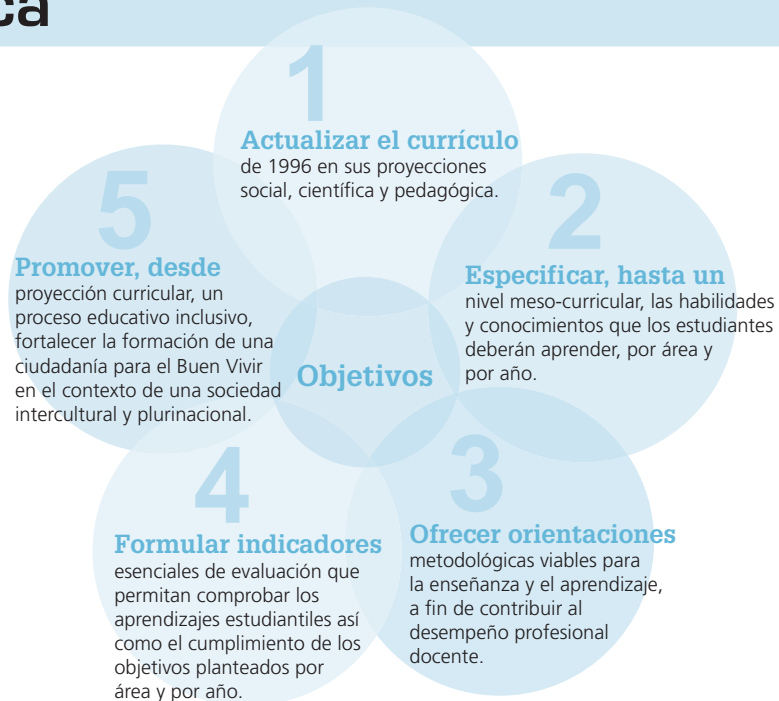 1
Actualizar el currículo
de 1996 en sus proyecciones
social, científica y pedagógica.
2
Especificar, hasta un
nivel meso-curricular, las habilidades
y conocimientos que los estudiantes
deberán aprender, por área y
por año.
3
Ofrecer orientaciones
metodológicas viables para
la enseñanza y el aprendizaje,
a fin de contribuir al
desempeño profesional
docente.
4
Formular indicadores
esenciales de evaluación que
permitan comprobar los
aprendizajes estudiantiles así
como el cumplimiento de los
objetivos planteados por
área y por año.
5
Promover, desde
proyección curricular, un
proceso educativo inclusivo,
fortalecer la formación de una
ciudadanía para el Buen Vivir
en el contexto de una sociedad
intercultural y plurinacional.
Objetivos